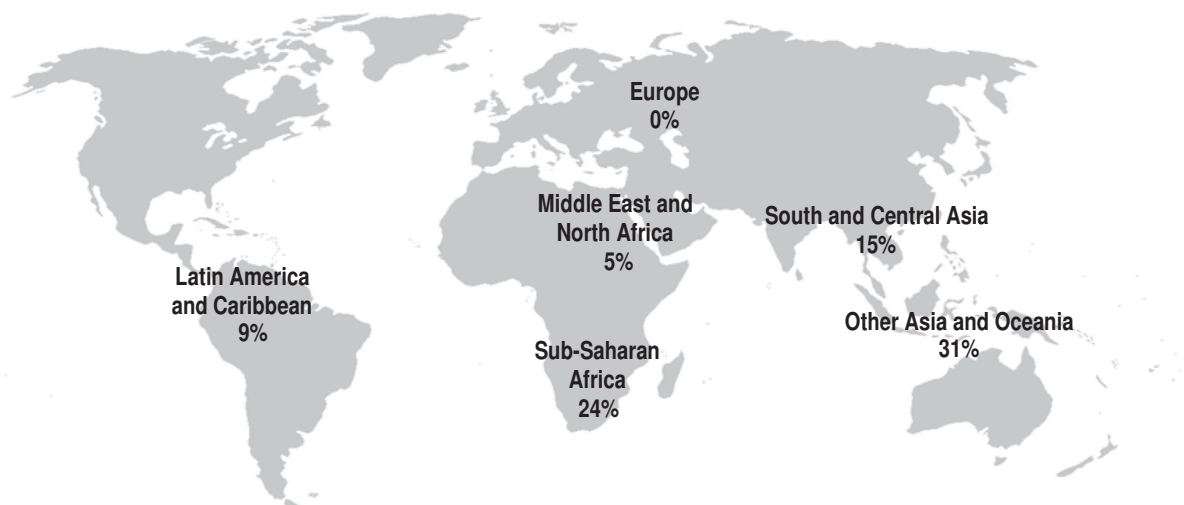 Europe
0%
Middle East and
North Africa
5%
South and Central Asia
15%
Latin America
and Caribbean
9%
Other Asia and Oceania
31%
Sub-Saharan
Africa
24%